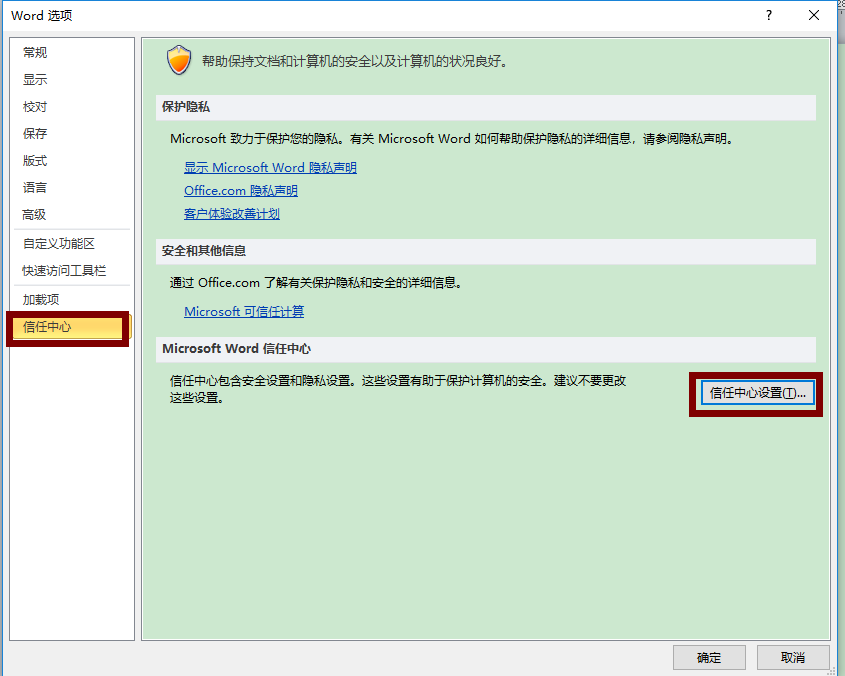 Word 选项
?
常规
显示
校对
保存
版式
语言
高级
自定义功能区
快速访问工具栏
加载项
信任中心
帮助保持文档和计算机的安全以及计算机的状况良好。
保护隐私
Microsoft 致力于保护您的隐私。有关 Microsoft Word 如何帮助保护隐私的详细信息，请参阅隐私声明。
显示 Microsoft Word 隐私声明
Office.com 隐私声明
客户体验改善计划
安全和其他信息
通过 Office.com 了解有关保护隐私和安全的详细信息。
Microsoft 可信任计算
Microsoft Word 信任中心
信任中心包含安全设置和隐私设置。这些设置有助于保护计算机的安全。建议不要更改
这些设置。
信任中心设置(T)...
确定
取消